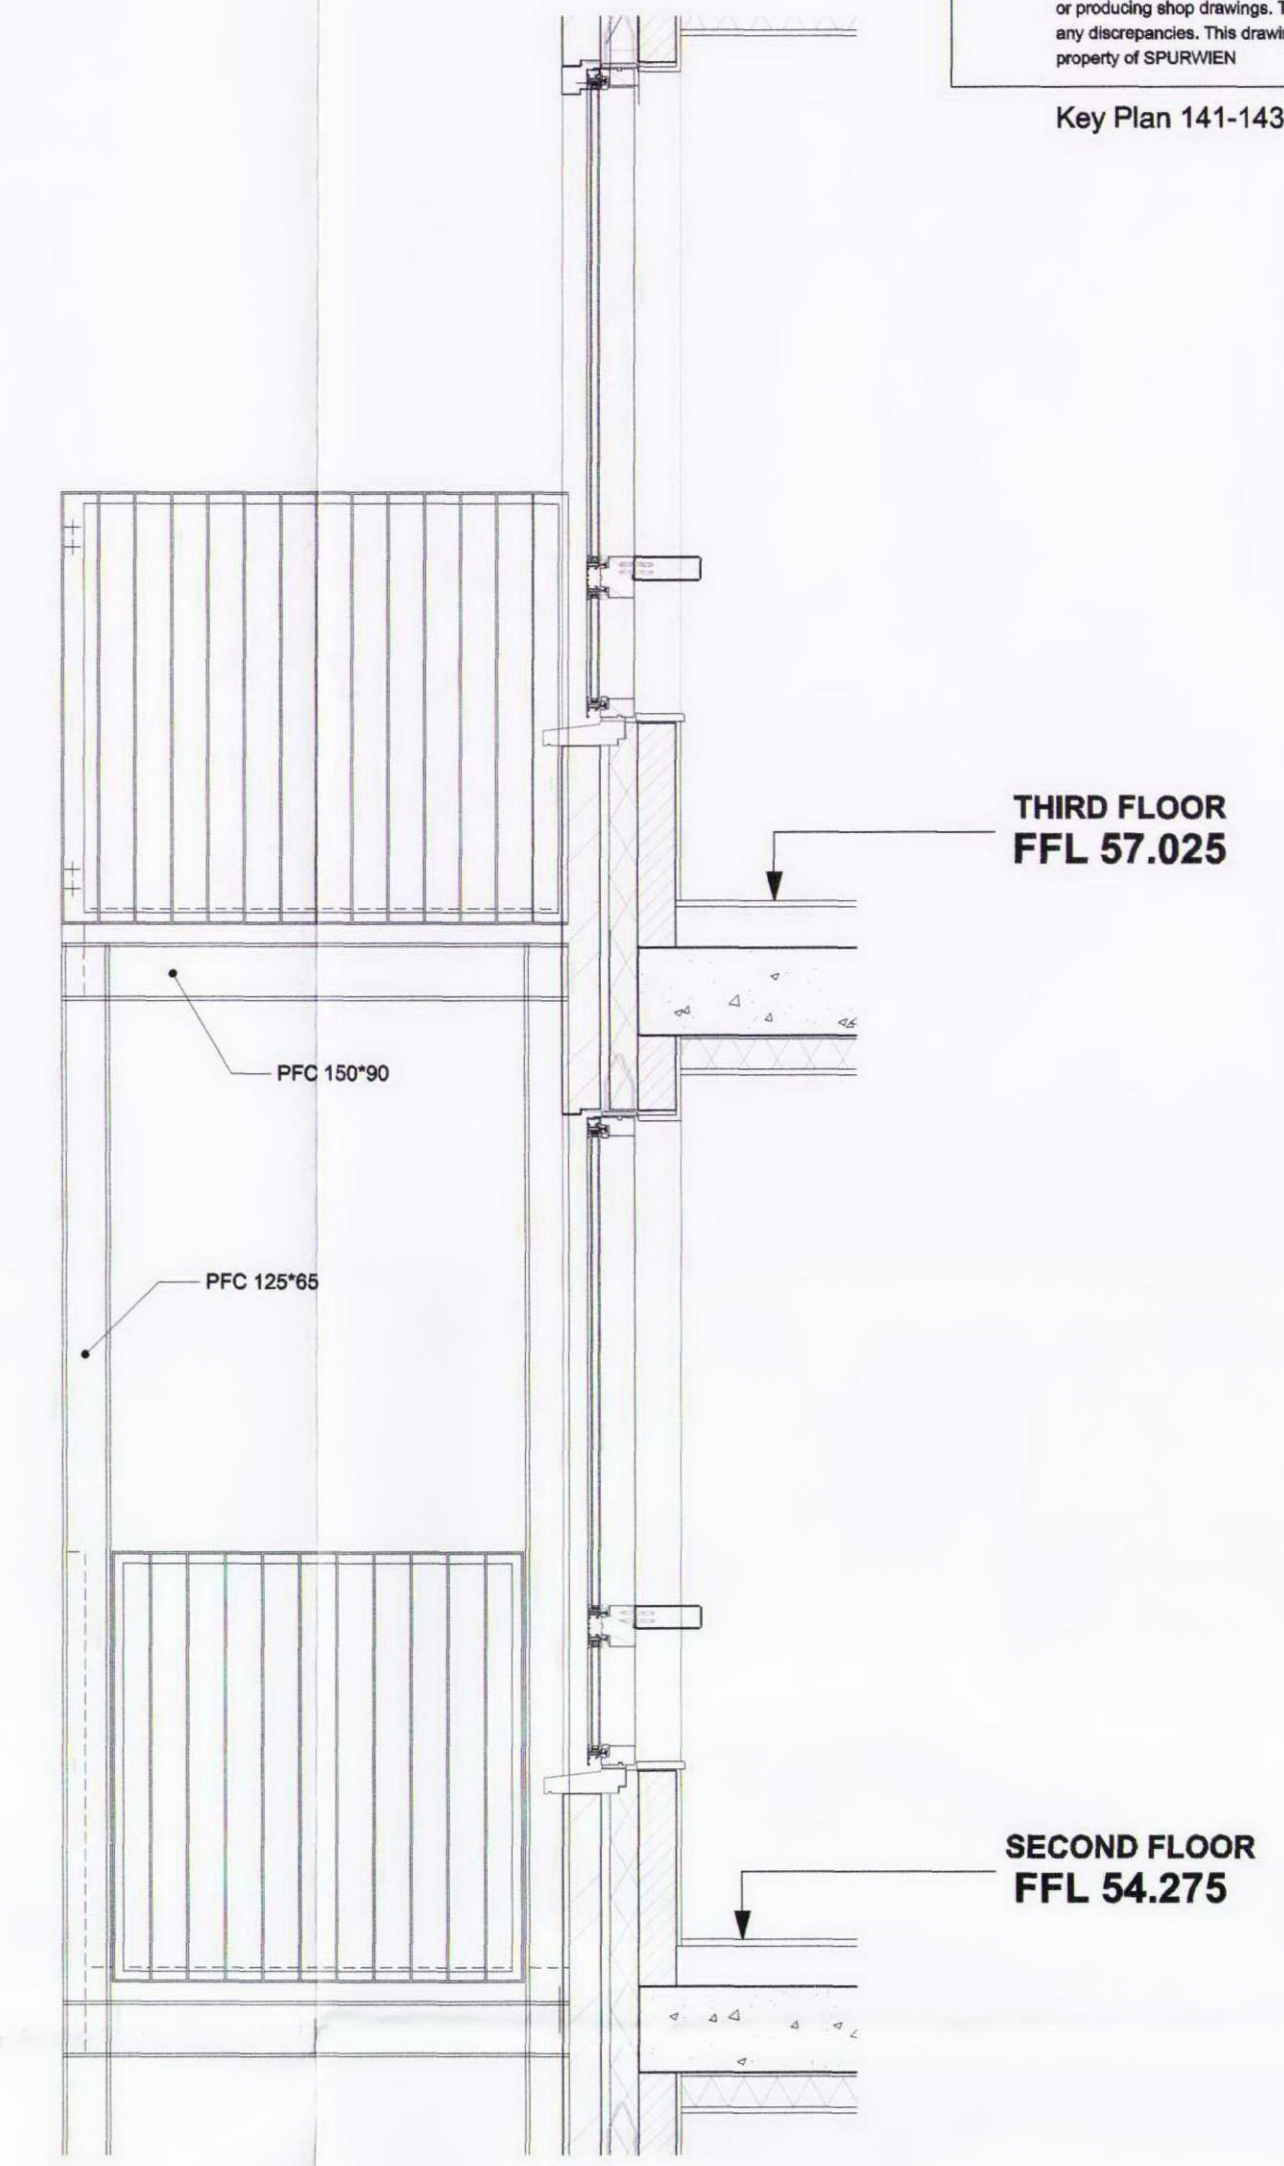 or producing shop drawings.
any discrepancies. This
property of SPURWIEN
Key Plan 141-143
THIRD FLOOR
FFL 57.025
PFC 150*90
PFC 125*65
SECOND FLOOR
FFL 54.275